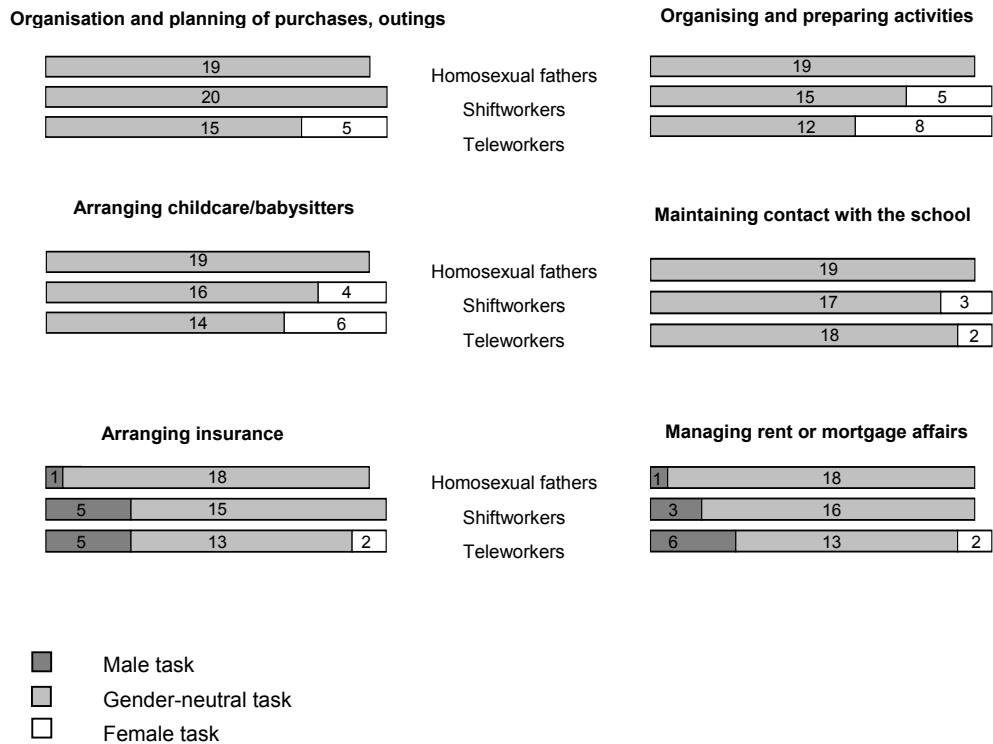 Organisation and planning of purchases, outings
19
20
15 5
Organising and preparing activities
Homosexual fathers
Shiftworkers
Teleworkers
19
15 5
12 8
Arranging childcare/babysitters
19
16 4
14 6
Maintaining contact with the school
Homosexual fathers
Shiftworkers
Teleworkers
19
17 3
18 2
Arranging insurance
1 18
5 15
5 13 2
Managing rent or mortgage affairs
Homosexual fathers
Shiftworkers
Teleworkers
1 18
3 16
6 13 2
Male task
Gender-neutral task
Female task